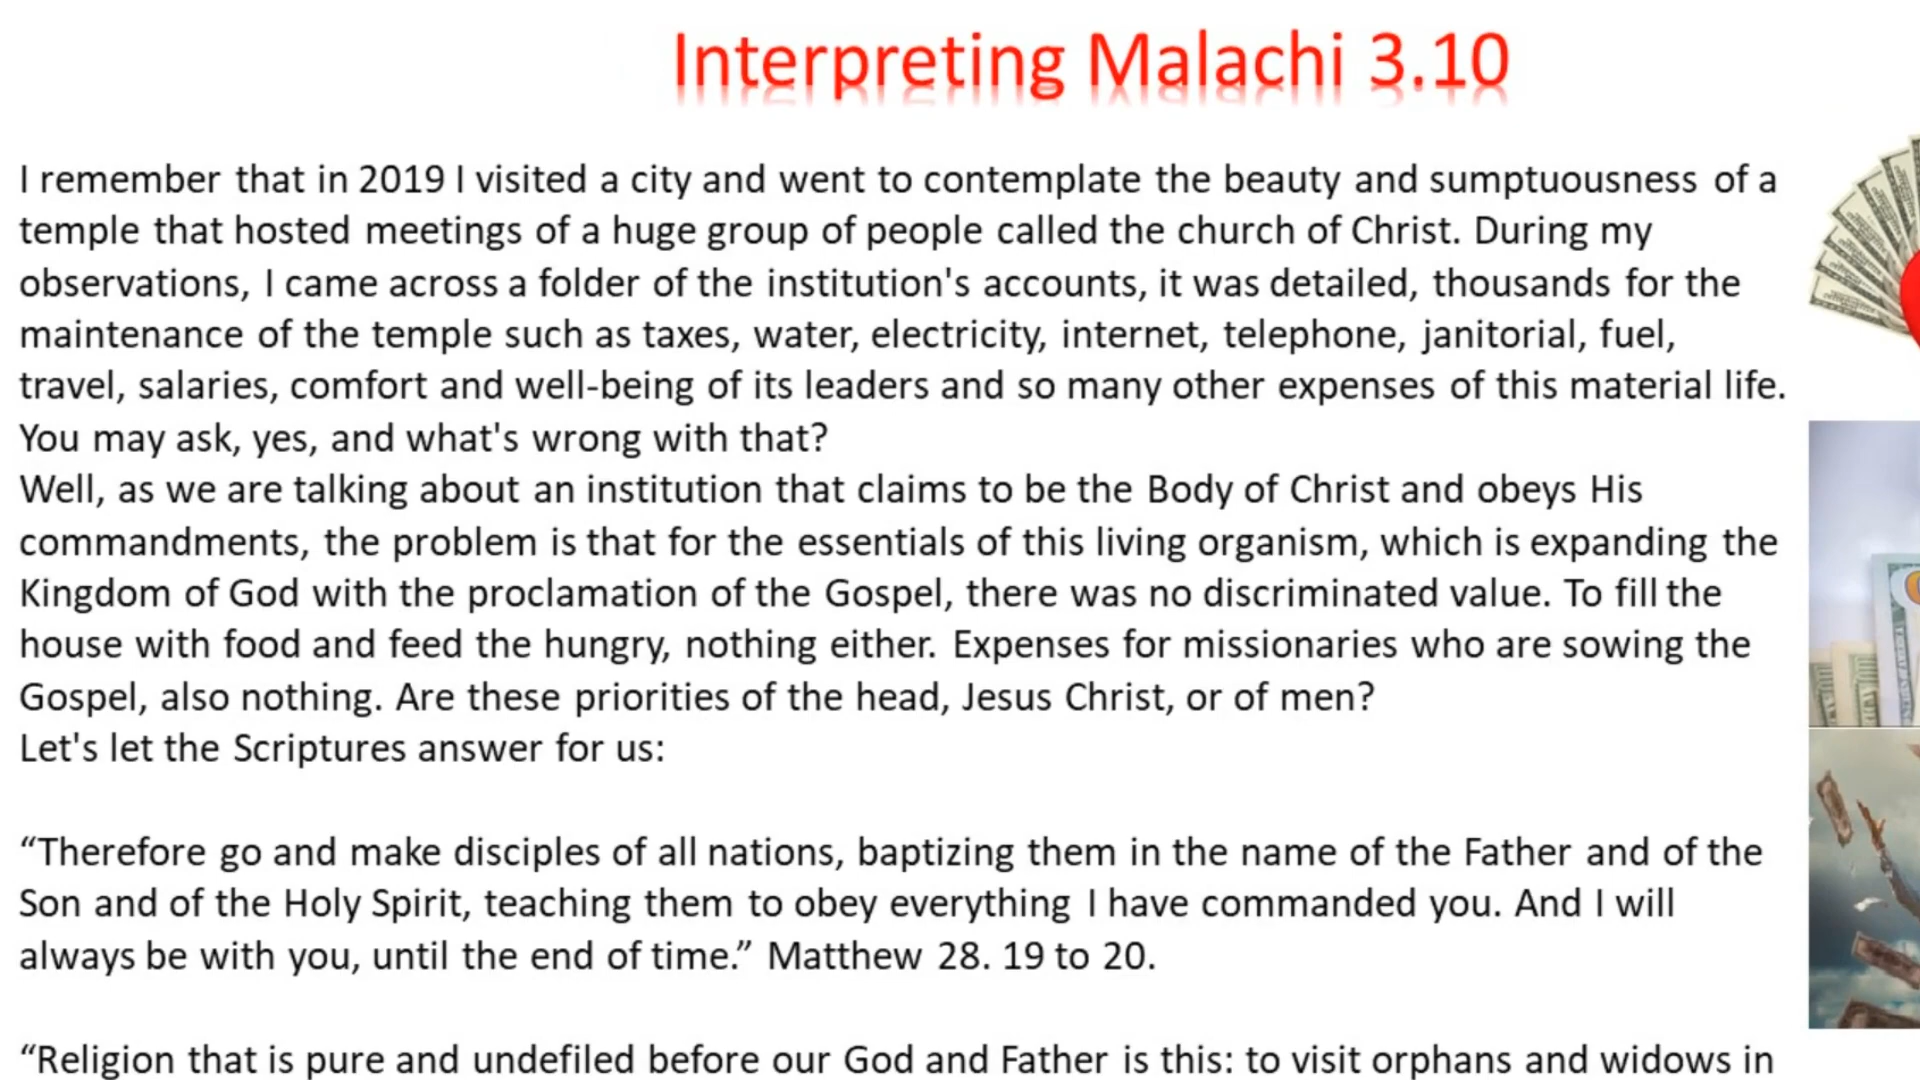 Interpreting Malachi 3.10
I remember that in 2019 I visited a city and went to contemplate the beauty and sumptuousness of a
temple that hosted meetings of a huge group of people called the church of Christ. During my
observations, I came across a folder of the institution's accounts, it was detailed, thousands for the
maintenance of the temple such as taxes, water, electricity, internet, telephone, janitorial, fuel,
travel, salaries, comfort and well-being of its leaders and so many other expenses of this material life.
You may ask, yes, and what's wrong with that?
Well, as we are talking about an institution that claims to be the Body of Christ and obeys His
commandments, the problem is that for the essentials of this living organism, which is expanding the
Kingdom of God with the proclamation of the Gospel, there was no discriminated value. To fill the
house with food and feed the hungry, nothing either. Expenses for missionaries who are sowing the
Gospel, also nothing. Are these priorities of the head, Jesus Christ, or of men?
Let's let the Scriptures answer for us:
“Therefore go and make disciples of all nations, baptizing them in the name of the Father and of the
Son and of the Holy Spirit, teaching them to obey everything I have commanded you. And I will
always be with you, until the end of time.” Matthew 28. 19 to 20.
“Religion that is pure and undefiled before our God and Father is this: to visit orphans and widows in